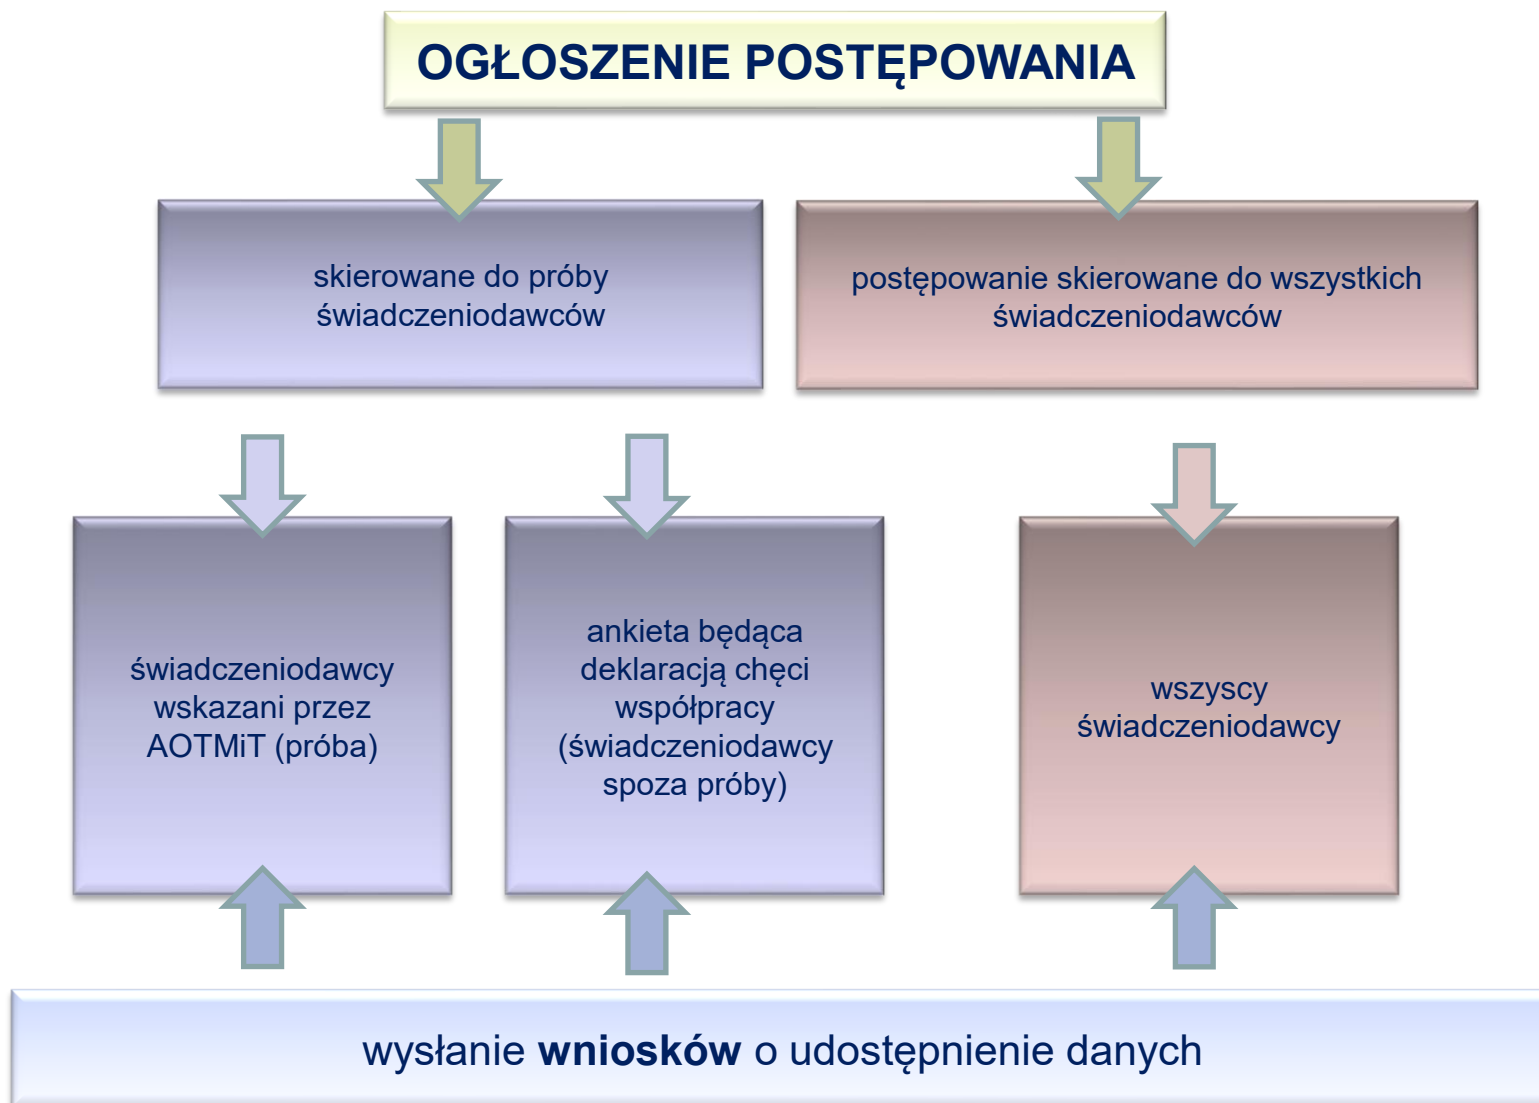 OGŁOSZENIE POSTĘPOWANIA
skierowane do próby
świadczeniodawców
postępowanie skierowane do wszystkich
świadczeniodawców
świadczeniodawcy
wskazani przez
AOTMiT (próba)
ankieta będąca
deklaracją chęci
współpracy
(świadczeniodawcy
spoza próby)
wszyscy
świadczeniodawcy
wysłanie wniosków o udostępnienie danych